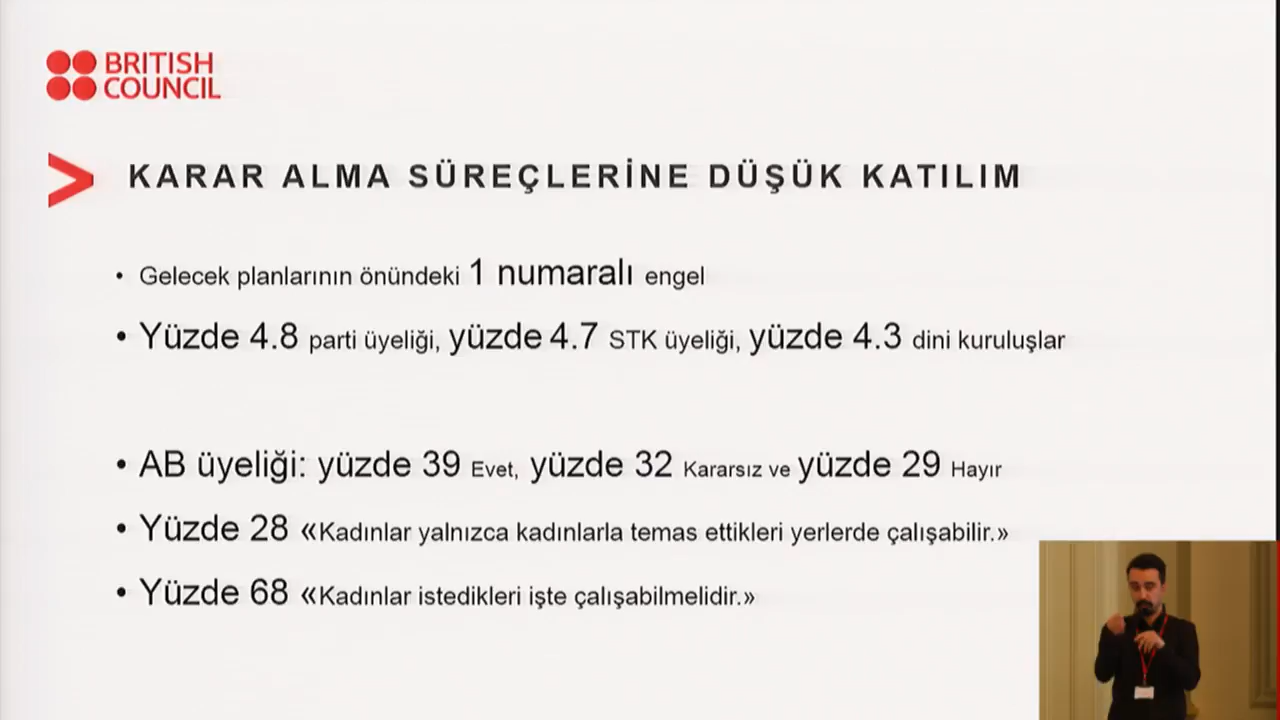 BRITISH
COUNCIL
KARAR ALMA SÜREÇLERİNE DÜŞÜK KATILIM
• Gelecek planlarının önündeki 1 numaralı engel
• Yüzde 4.8 parti üyeliği, yüzde 4.7 STK üyeliği, yüzde 4.3 dini kuruluşlar
• AB üyeliği: yüzde 39 Evet, yüzde 32 Kararsız ve yüzde 29 Hayır
• Yüzde 28 «Kadınlar yalnızca kadınlarla temas ettikleri yerlerde çalışabilir.»
• Yüzde 68 «Kadınlar istedikleri işte çalışabilmelidir.»